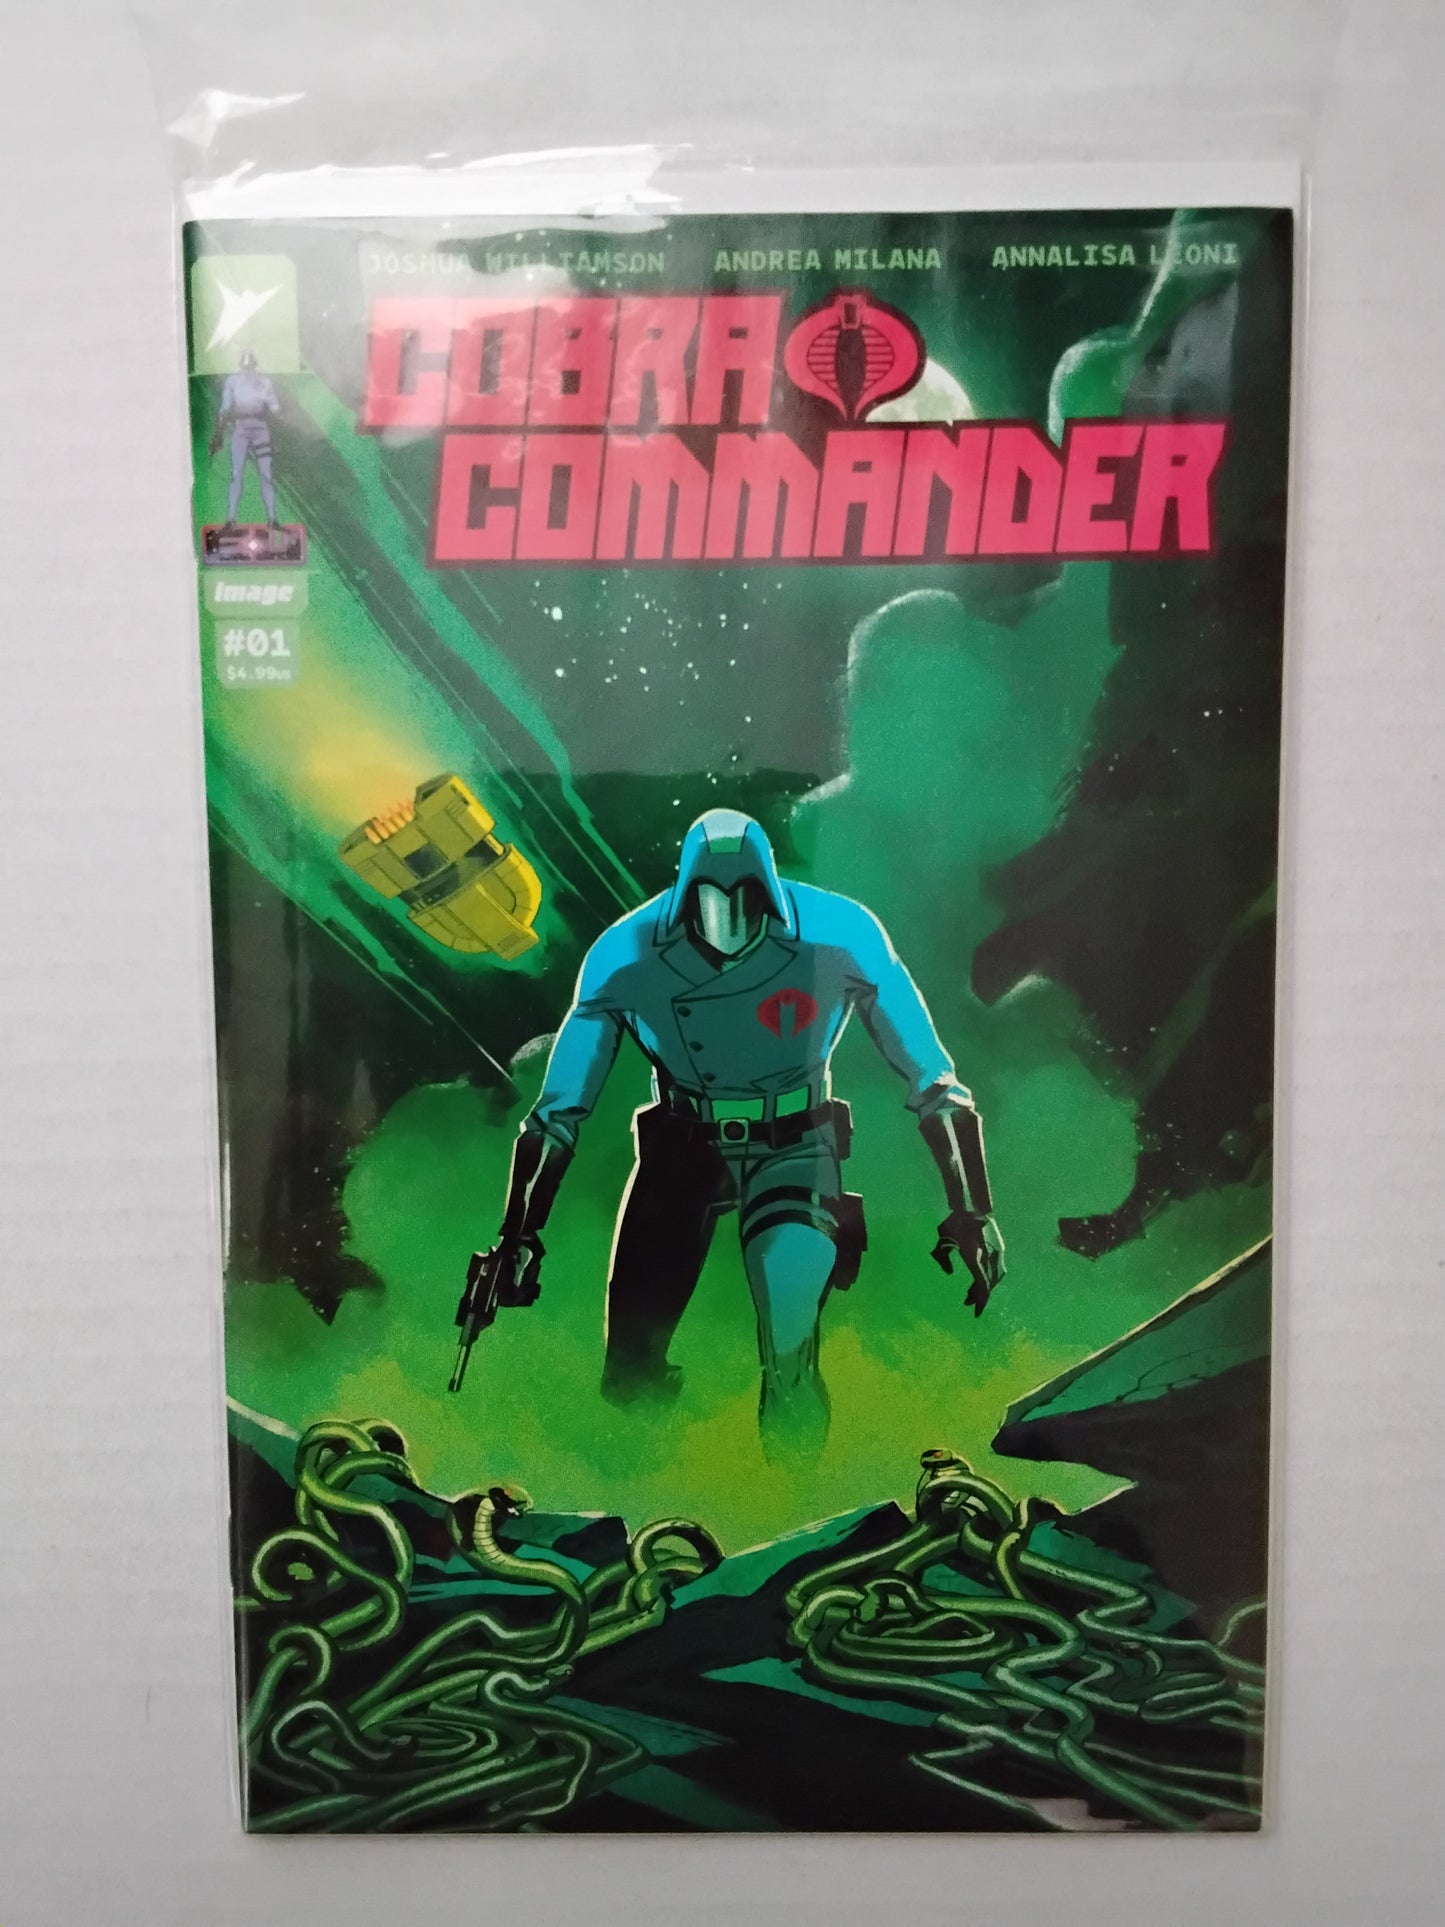 JOSHUA WILLIAMSON ANDREA MILANA ANNALISA LEONI
COBRA
COMMANDER
image
#01
$4.99US